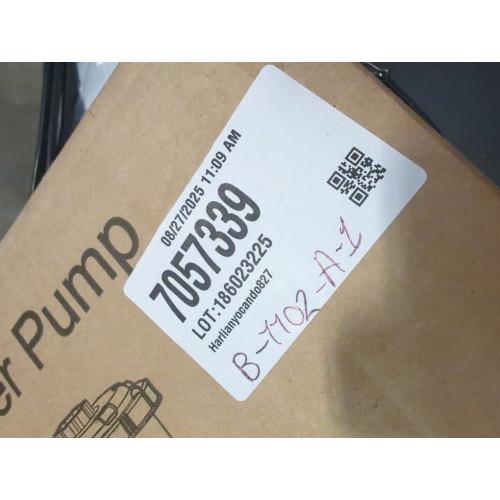 08/27/2025 11:09 AM
7057339
LOT:186023225
Harlianyocando827
B-1102-A-1
er Pump